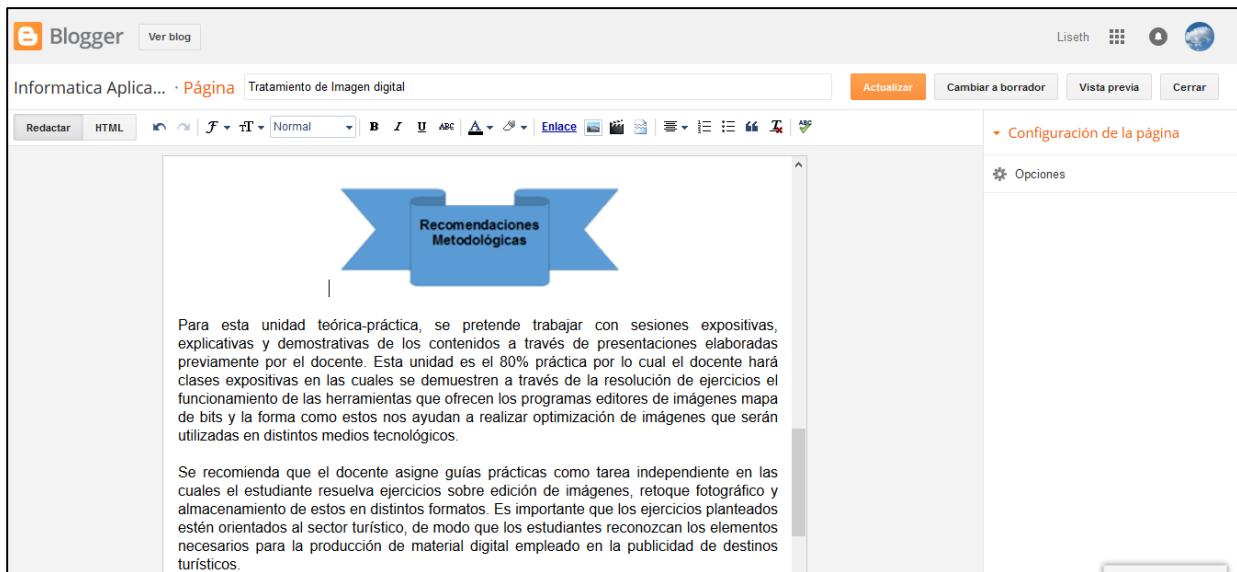 Blogger Ver blog Liseth
Informatica Aplica... · Página Tratamiento de Imagen digital Actualizar Cambiar a borrador Vista previa Cerrar
Redactar HTML Normal B I U ABC A Enlace ABC
Configuración de la página
Opciones
Recomendaciones
Metodológicas
Para esta unidad teórica-práctica, se pretende trabajar con sesiones expositivas,
explicativas y demostrativas de los contenidos a través de presentaciones elaboradas
previamente por el docente. Esta unidad es el 80% práctica por lo cual el docente hará
clases expositivas en las cuales se demuestren a través de la resolución de ejercicios el
funcionamiento de las herramientas que ofrecen los programas editores de imágenes mapa
de bits y la forma como estos nos ayudan a realizar optimización de imágenes que serán
utilizadas en distintos medios tecnológicos.
Se recomienda que el docente asigne guías prácticas como tarea independiente en las
cuales el estudiante resuelva ejercicios sobre edición de imágenes, retoque fotográfico y
almacenamiento de estos en distintos formatos. Es importante que los ejercicios planteados
estén orientados al sector turístico, de modo que los estudiantes reconozcan los elementos
necesarios para la producción de material digital empleado en la publicidad de destinos
turísticos.